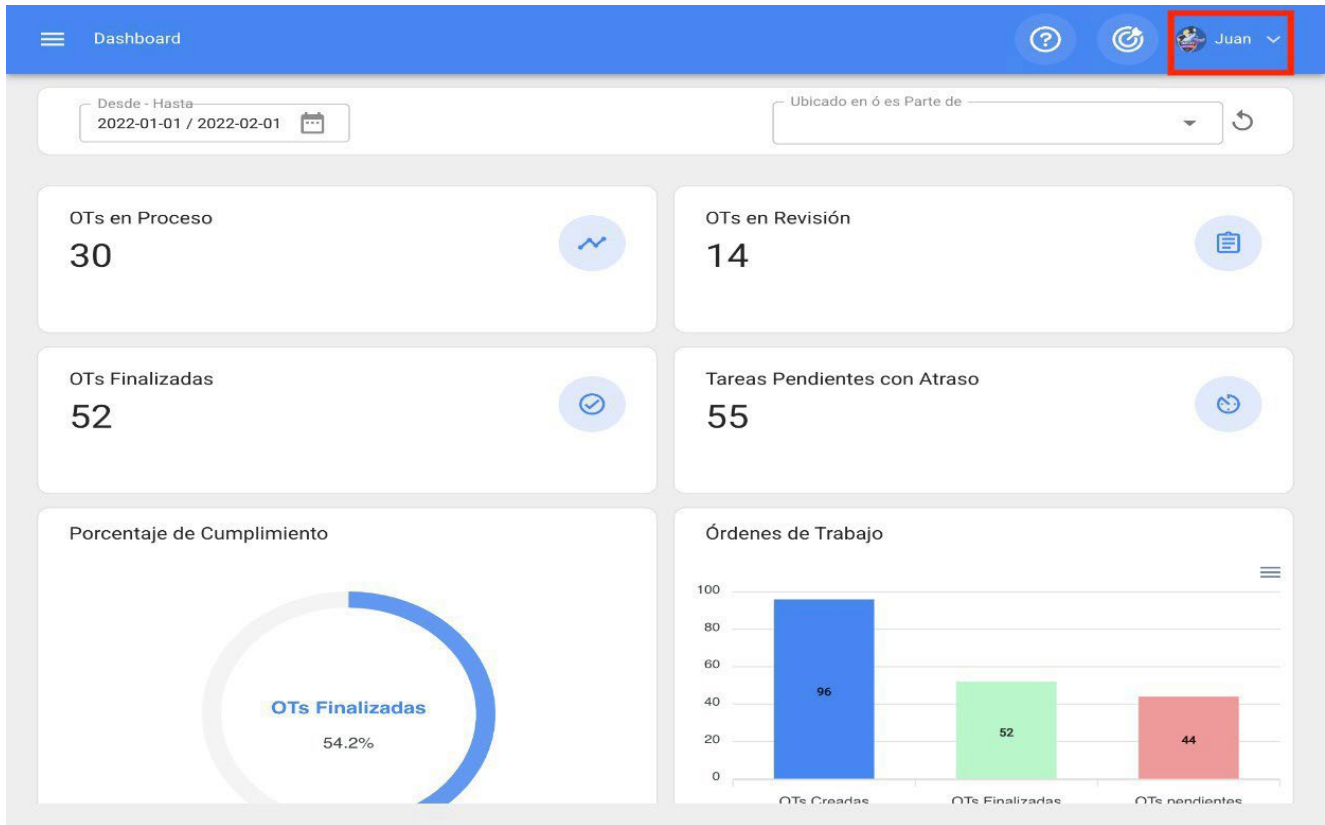 Dashboard
Juan
Desde - Hasta
2022-01-01 / 2022-02-01
Ubicado en ó es Parte de
OTs en Proceso
30
OTs en Revisión
14
OTs Finalizadas
52
Tareas Pendientes con Atraso
55
Porcentaje de Cumplimiento
OTs Finalizadas
54.2%
Órdenes de Trabajo
100
80
60
40
20
0
96
52
44
OTs Creadas
OTs Finalizadas
OTs pendientes